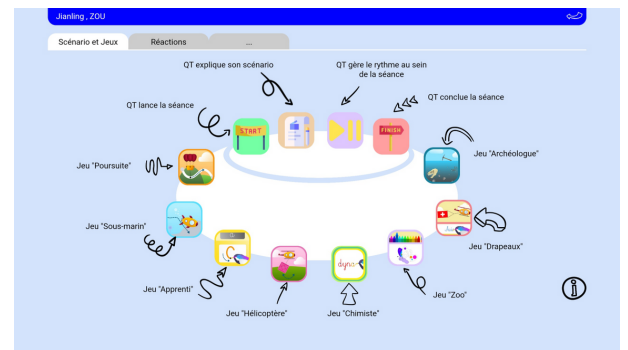 Jianling , ZOU
Scénario et Jeux
Réactions
...
QT explique son scénario
QT gère le rythme au sein
de la séance
QT lance la séance
QT conclue la séance
START
FINISH
Jeu "Archéologue"
Jeu "Poursuite"
Jeu "Sous-marin"
Jeu "Drapeaux"
dyna
Jeu "Apprenti"
Jeu "Zoo"
Jeu "Hélicoptère"
Jeu "Chimiste"